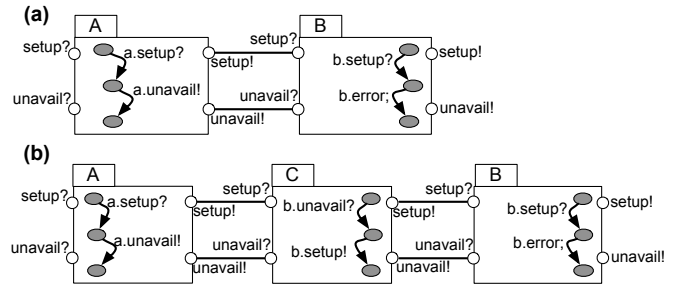 (a)
A
B
setup?
a.setup?
setup!
setup?
b.setup?
setup!
unavail?
a.unavail!
unavail!
unavail?
b.error;
unavail!
(b)
A
C
B
setup?
a.setup?
setup!
setup?
b.unavail?
setup!
setup?
b.setup?
setup!
unavail?
a.unavail!
unavail!
unavail?
b.setup!
unavail!
unavail?
b.error;
unavail!